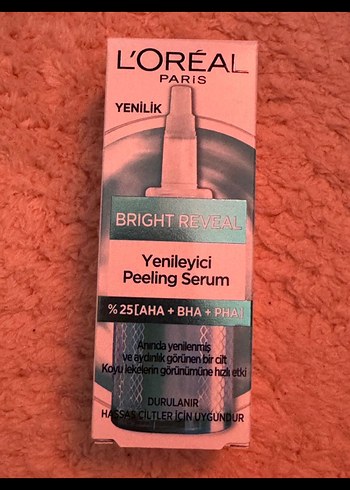 L'ORÉAL
PARIS
YENİLİK
BRIGHT REVEAL
Yenileyici
Peeling Serum
%25[AHA + BHA + PHA]
Anında yenilenmiş
ve aydınlık görünen bir cilt
Koyu lekelerin görünümüne hızlı etki
DURULANIR
HASSAS CİLTLER İÇİN UYGUNDUR